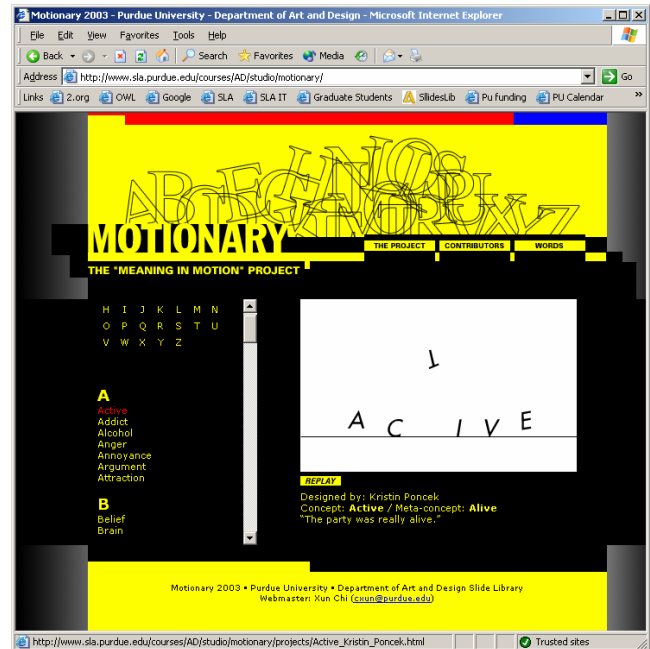 Motionary 2003 - Purdue University - Department of Art and Design - Microsoft Internet Explorer
File Edit View Favorites Tools Help
Back Search Favorites Media
Address http://www.sla.purdue.edu/courses/AD/studio/motionary/ Go
Links 2.org OWL Google SLA SLA IT Graduate Students SlidesLib Pu funding PU Calendar »
MOTIONARY
THE PROJECT CONTRIBUTORS WORDS
THE "MEANING IN MOTION" PROJECT
H I J K L M N
O P Q R S T U
V W X Y Z
A
Active
Addict
Alcohol
Anger
Annoyance
Argument
Attraction
B
Belief
Brain
T
A C I V E
REPLAY
Designed by: Kristin Poncek
Concept: Active / Meta-concept: Alive
"The party was really alive."
Motionary 2003 • Purdue University • Department of Art and Design Slide Library
Webmaster: Xun Chi (cxun@purdue.edu)
http://www.sla.purdue.edu/courses/AD/studio/motionary/projects/Active_Kristin_Poncek.html Trusted sites